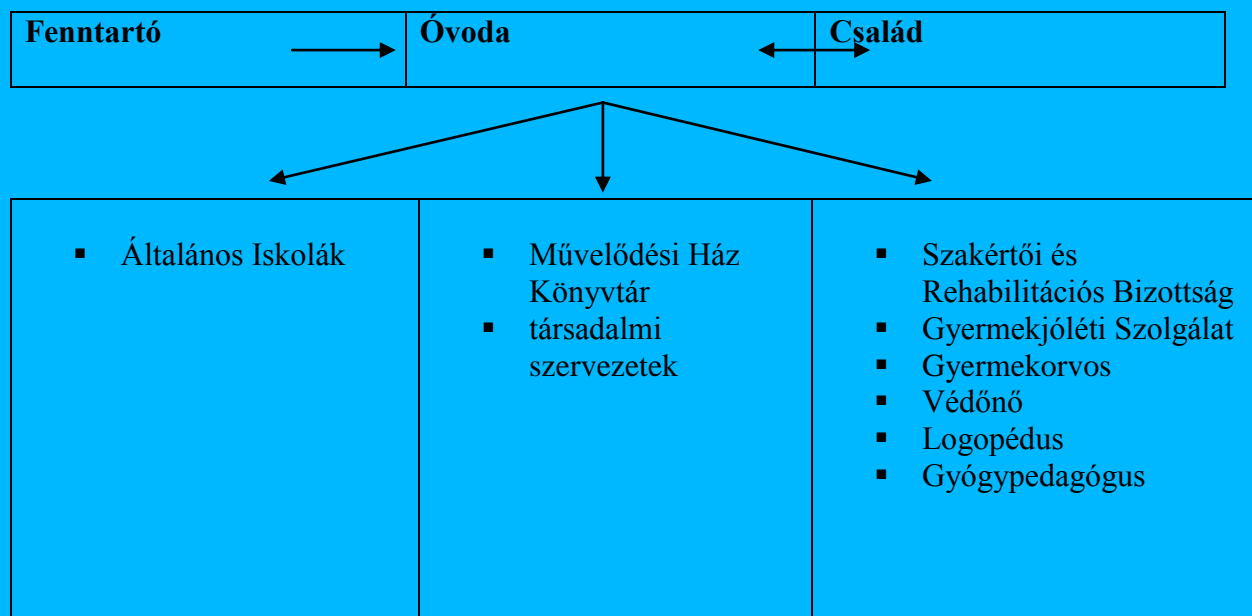 Fenntartó
Óvoda
Család
▪ Általános Iskolák
▪ Művelődési Ház
Könyvtár
▪ társadalmi
szervezetek
▪ Szakértői és
Rehabilitációs Bizottság
▪ Gyermekjóléti Szolgálat
▪ Gyermekorvos
▪ Védőnő
▪ Logopédus
▪ Gyógypedagógus